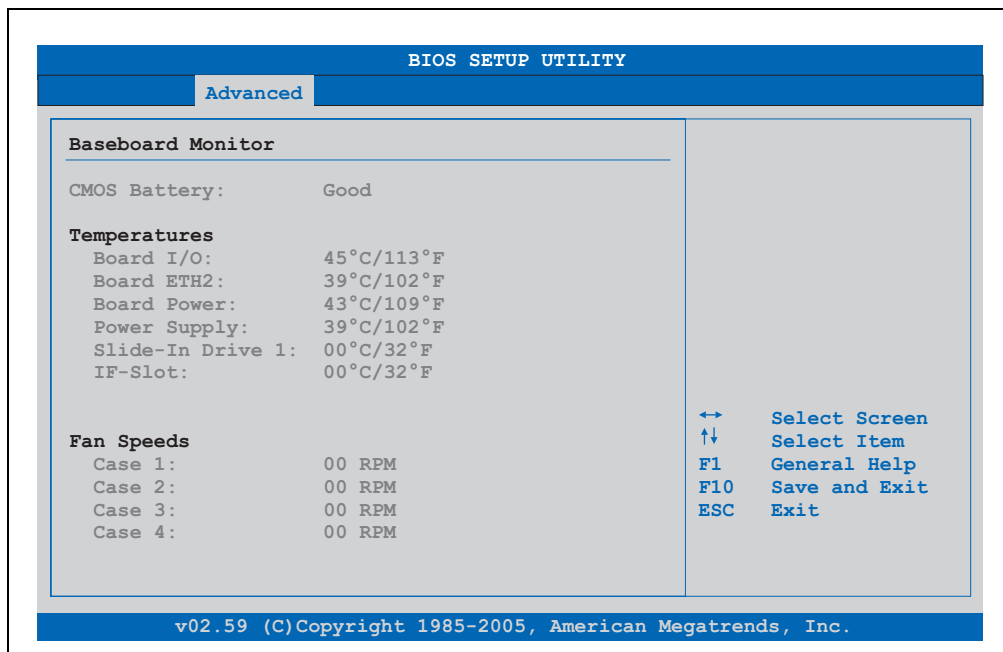 BIOS SETUP UTILITY
Advanced
Baseboard Monitor
CMOS Battery: Good
Temperatures
Board I/O: 45°C/113°F
Board ETH2: 39°C/102°F
Board Power: 43°C/109°F
Power Supply: 39°C/102°F
Slide-In Drive 1: 00°C/32°F
IF-Slot: 00°C/32°F
Fan Speeds
Case 1: 00 RPM
Case 2: 00 RPM
Case 3: 00 RPM
Case 4: 00 RPM
↔ Select Screen
↑↓ Select Item
F1 General Help
F10 Save and Exit
ESC Exit
v02.59 (C)Copyright 1985-2005, American Megatrends, Inc.